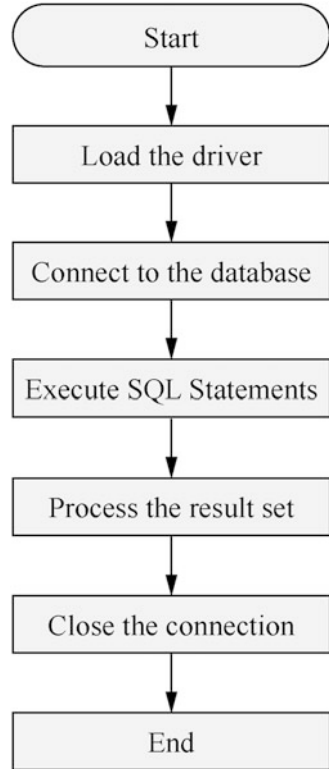 Start
Load the driver
Connect to the database
Execute SQL Statements
Process the result set
Close the connection
End